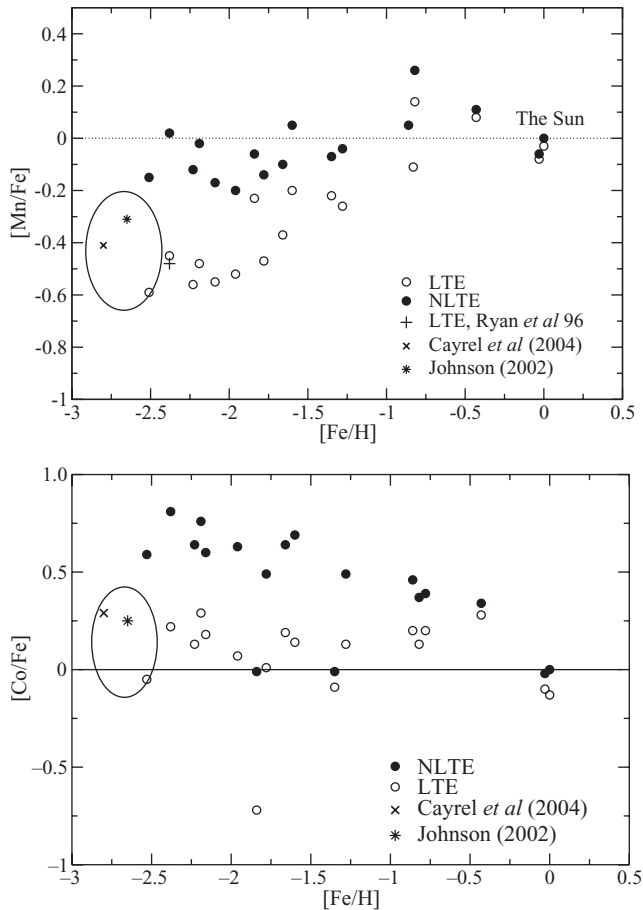 0.4
0.2
0
-0.2
-0.4
-0.6
-0.8
-1
[Mn/Fe]
The Sun
LTE
NLTE
LTE, Ryan et al 96
Cayrel et al (2004)
Johnson (2002)
-3 -2.5 -2 -1.5 -1 -0.5 0 0.5
[Fe/H]
1.0
0.5
0
−0.5
−1
[Co/Fe]
NLTE
LTE
Cayrel et al (2004)
Johnson (2002)
−3 −2.5 −2 −1.5 −1 −0.5 0 0.5
[Fe/H]